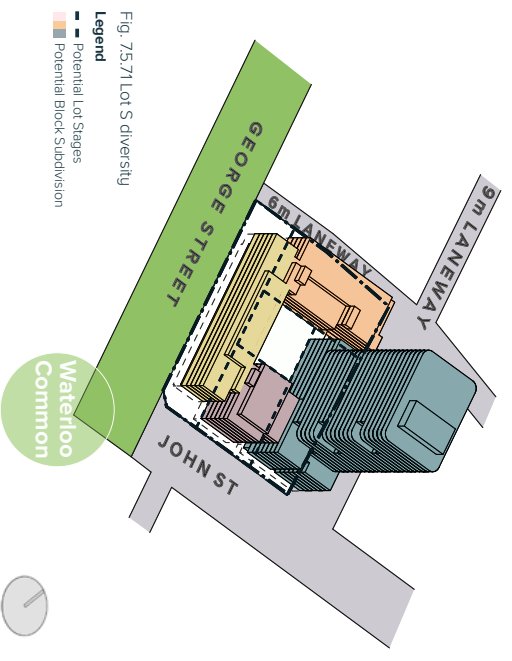 Fig. 7.5.71 Lot S diversity
Legend
Potential Lot Stages
Potential Block Subdivision
GEORGE STREET
6m LANEWAY
9m LANEWAY
JOHN ST
Waterloo
Common